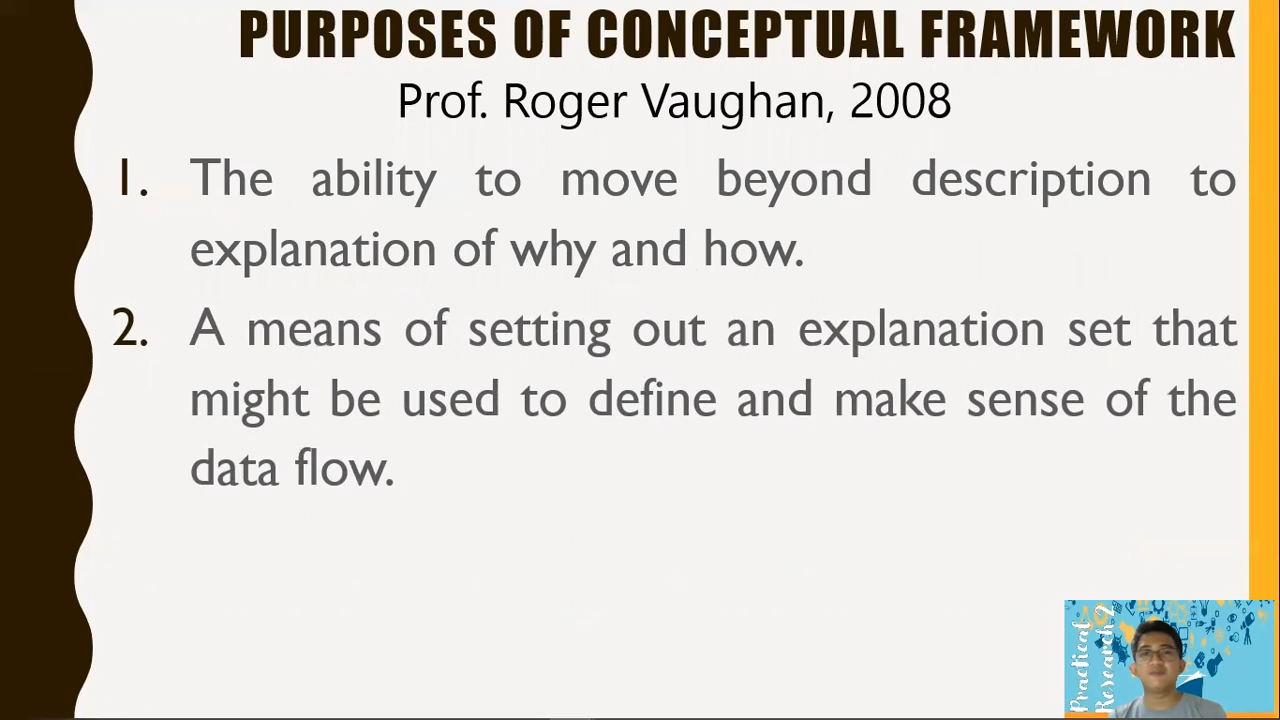 PURPOSES OF CONCEPTUAL FRAMEWORK
Prof. Roger Vaughan, 2008
1. The ability to move beyond description to
explanation of why and how.
2. A means of setting out an explanation set that
might be used to define and make sense of the
data flow.
Practical
Research 2